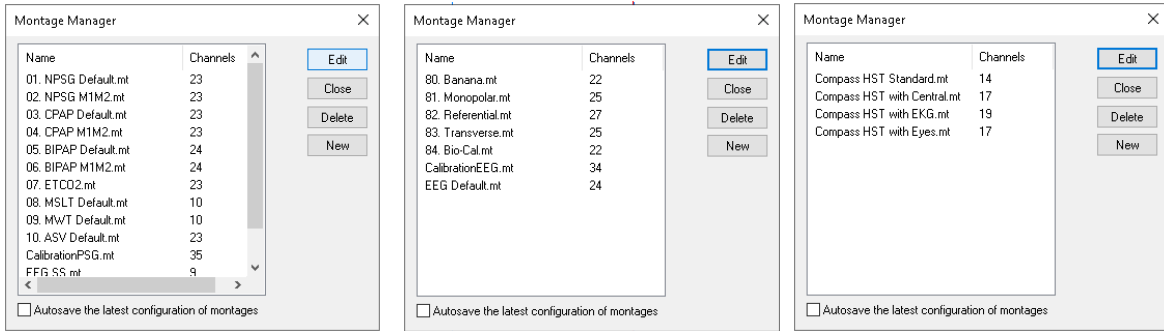 Montage Manager
Name Channels
01. NPSG Default.mt 23
02. NPSG M1M2.mt 23
03. CPAP Default.mt 23
04. CPAP M1M2.mt 23
05. BIPAP Default.mt 24
06. BIPAP M1M2.mt 24
07. ETCO2.mt 23
08. MSLT Default.mt 10
09. MWT Default.mt 10
10. ASV Default.mt 23
CalibrationPSG.mt 35
EEG SS.mt 9
Edit
Close
Delete
New
Autosave the latest configuration of montages
Montage Manager
Name Channels
80. Banana.mt 22
81. Monopolar.mt 25
82. Referential.mt 27
83. Transverse.mt 25
84. Bio-Cal.mt 22
CalibrationEEG.mt 34
EEG Default.mt 24
Edit
Close
Delete
New
Autosave the latest configuration of montages
Montage Manager
Name Channels
Compass HST Standard.mt 14
Compass HST with Central.mt 17
Compass HST with EKG.mt 19
Compass HST with Eyes.mt 17
Edit
Close
Delete
New
Autosave the latest configuration of montages